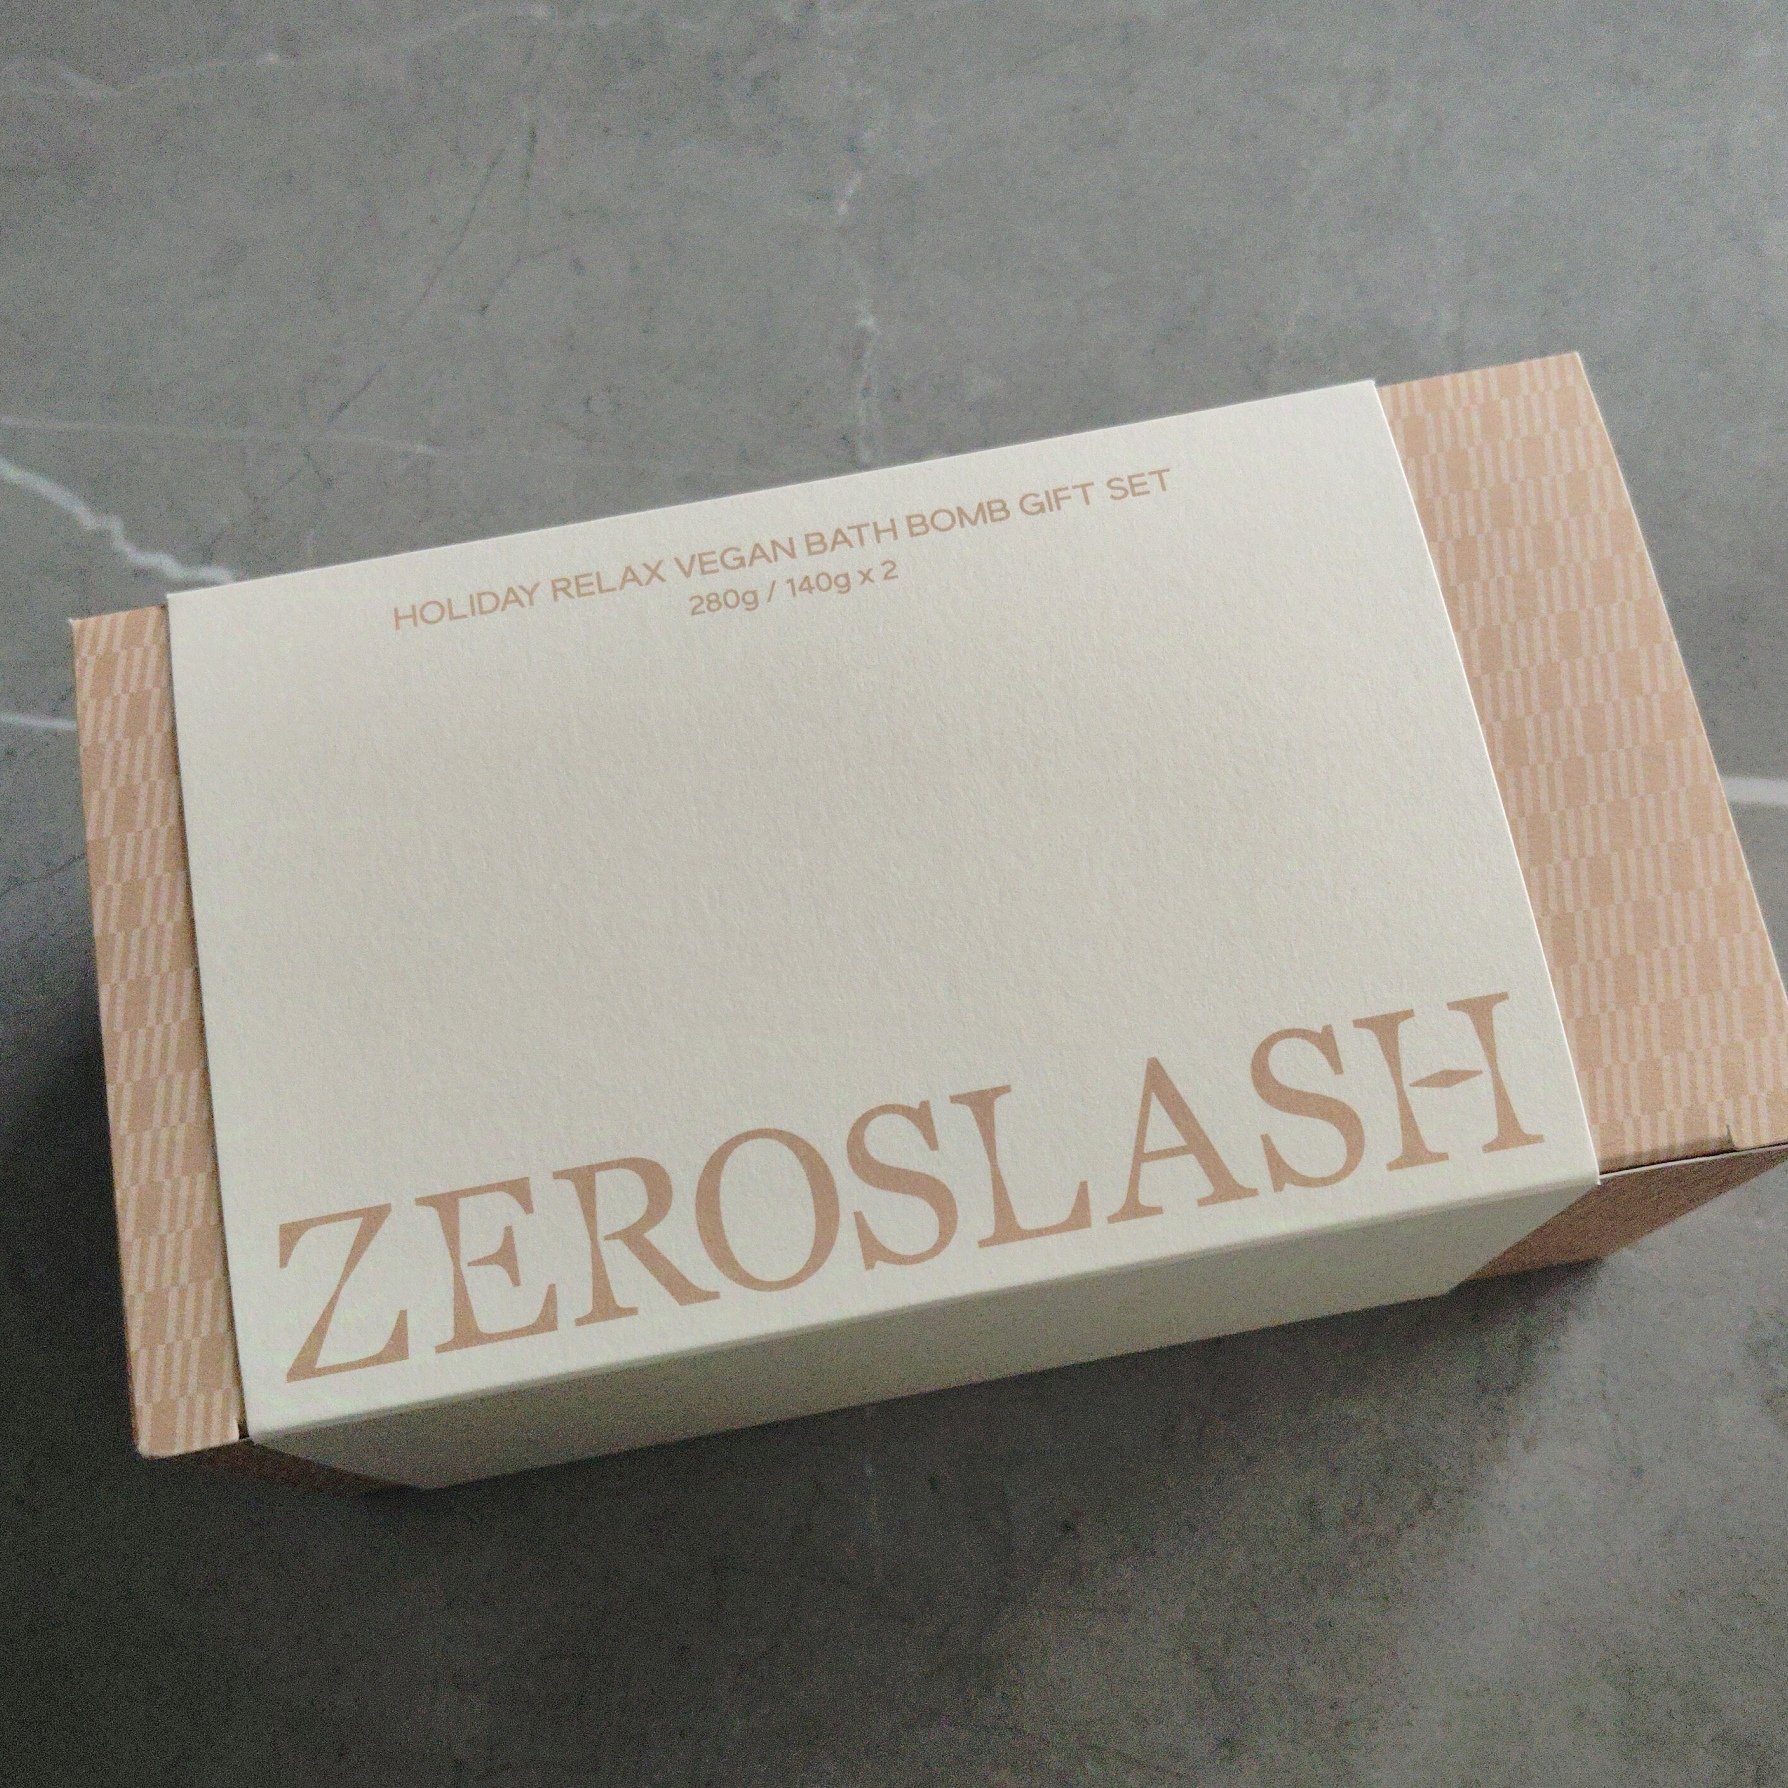 HOLIDAY RELAX VEGAN BATH BOMB GIFT SET
280g / 140g x 2
ZEROSLASH